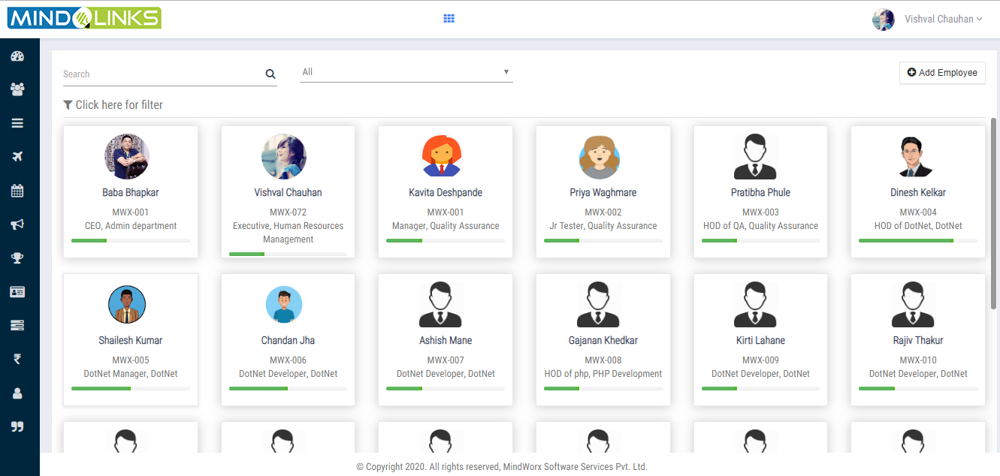 MINDLINKS
Vishval Chauhan
Search
All
Add Employee
Click here for filter
Baba Bhapkar
MWX-001
CEO, Admin department
Vishval Chauhan
MWX-072
Executive, Human Resources
Management
Kavita Deshpande
MWX-001
Manager, Quality Assurance
Priya Waghmare
MWX-002
Jr Tester, Quality Assurance
Pratibha Phule
MWX-003
HOD of QA, Quality Assurance
Dinesh Kelkar
MWX-004
HOD of DotNet, DotNet
Shailesh Kumar
MWX-005
DotNet Manager, DotNet
Chandan Jha
MWX-006
DotNet Developer, DotNet
Ashish Mane
MWX-007
DotNet Developer, DotNet
Gajanan Khedkar
MWX-008
HOD of php, PHP Development
Kirti Lahane
MWX-009
DotNet Developer, DotNet
Rajiv Thakur
MWX-010
DotNet Developer, DotNet
© Copyright 2020. All rights reserved, MindWorx Software Services Pvt. Ltd.